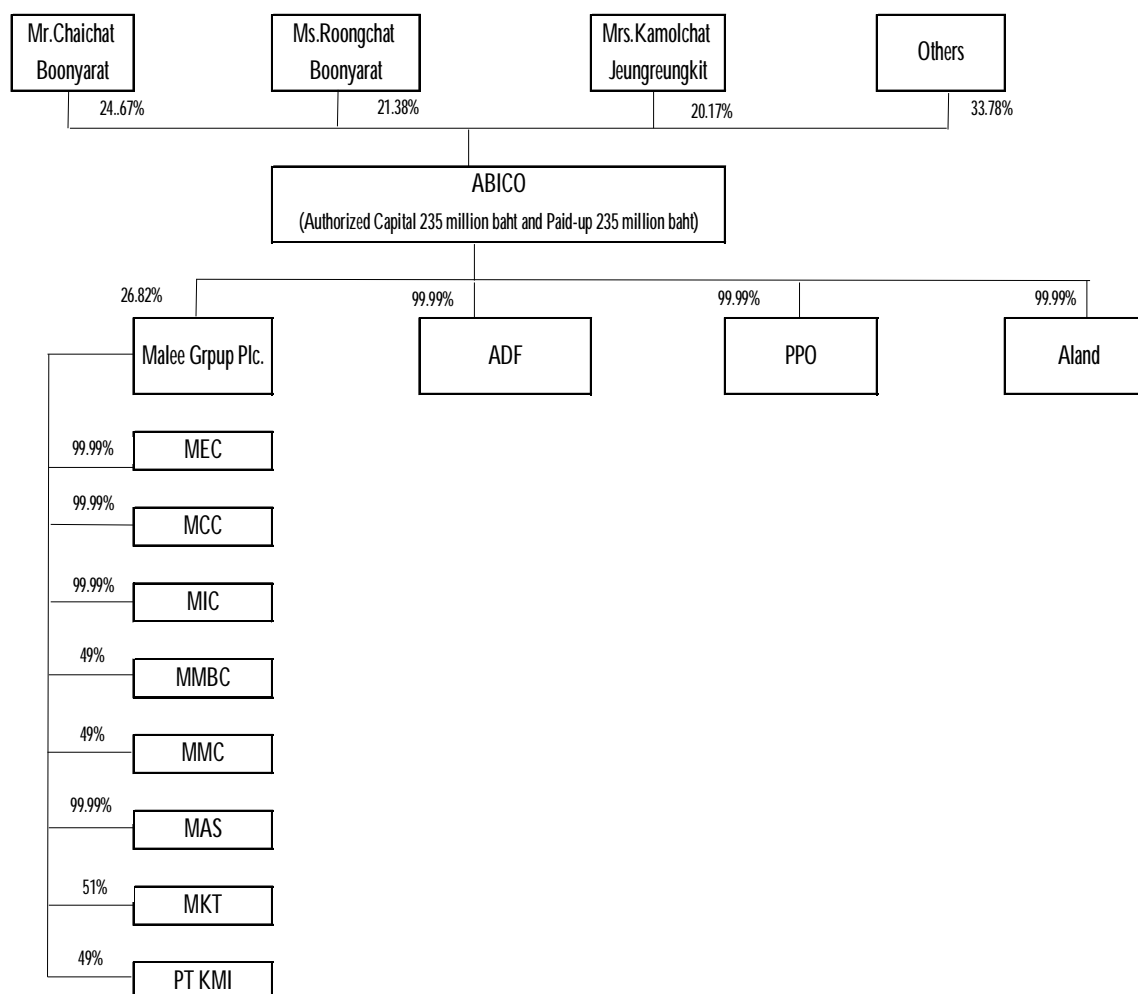 Mr.Chaichat
Boonyarat
Ms.Roongchat
Boonyarat
Mrs.Kamolchat
Jeungreungkit
Others
24..67%
21.38%
20.17%
33.78%
ABICO
(Authorized Capital 235 million baht and Paid-up 235 million baht)
26.82%
99.99%
99.99%
99.99%
Malee Grpup Plc.
ADF
PPO
Aland
99.99%
MEC
99.99%
MCC
99.99%
MIC
49%
MMBC
49%
MMC
99.99%
MAS
51%
MKT
49%
PT KMI